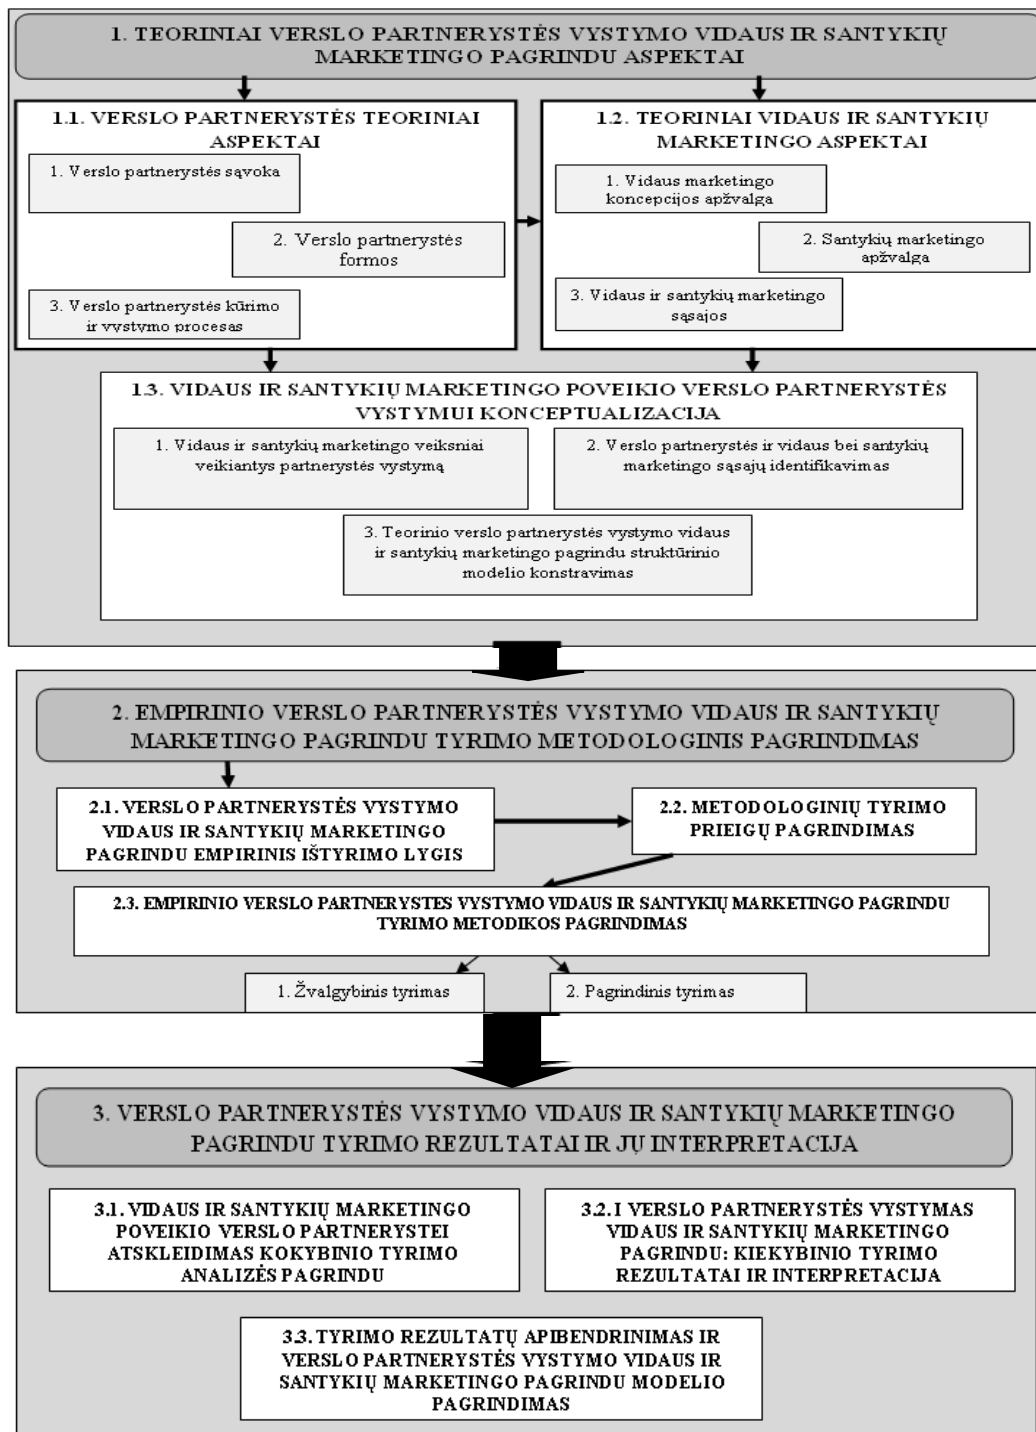 1. TEORINIAI VERSLO PARTNERYSTĖS VYSTYMO VIDAUS IR SANTYKIŲ
MARKETINGO PAGRINDU ASPEKTAI
1.1. VERSLO PARTNERYSTĖS TEORINIAI
ASPEKTAI
1. Verslo partnerystės sąvoka
2. Verslo partnerystės
formos
3. Verslo partnerystės kūrimo
ir vystymo procesas
1.2. TEORINIAI VIDAUS IR SANTYKIŲ
MARKETINGO ASPEKTAI
1. Vidaus marketingo
koncepcijos apžvalga
2. Santykių marketingo
apžvalga
3. Vidaus ir santykių marketingo
sąsajos
1.3. VIDAUS IR SANTYKIŲ MARKETINGO POVEIKIO VERSLO PARTNERYSTĖS
VYSTYMUI KONCEPTUALIZACIJA
1. Vidaus ir santykių marketingo veiksniai
veikiantys partnerystės vystymą
2. Verslo partnerystės ir vidaus bei santykių
marketingo sąsajų identifikavimas
3. Teorinio verslo partnerystės vystymo vidaus
ir santykių marketingo pagrindu struktūrinio
modelio konstravimas
2. EMPIRINIO VERSLO PARTNERYSTĖS VYSTYMO VIDAUS IR SANTYKIŲ
MARKETINGO PAGRINDU TYRIMO METODOLOGINIS PAGRINDIMAS
2.1. VERSLO PARTNERYSTĖS VYSTYMO
VIDAUS IR SANTYKIŲ MARKETINGO
PAGRINDU EMPIRINIS IŠTYRIMO LYGIS
2.2. METODOLOGINIŲ TYRIMO
PRIEIGŲ PAGRINDIMAS
2.3. EMPIRINIO VERSLO PARTNERYSTES VYSTYMO VIDAUS IR SANTYKIŲ MARKETINGO PAGRINDU
TYRIMO METODIKOS PAGRINDIMAS
1. Žvalgybinis tyrimas
2. Pagrindinis tyrimas
3. VERSLO PARTNERYSTĖS VYSTYMO VIDAUS IR SANTYKIŲ MARKETINGO
PAGRINDU TYRIMO REZULTATAI IR JŲ INTERPRETACIJA
3.1. VIDAUS IR SANTYKIŲ MARKETINGO
POVEIKIO VERSLO PARTNERYSTEI
ATSKLEIDIMAS KOKYBINIO TYRIMO
ANALIZĖS PAGRINDU
3.2. I VERSLO PARTNERYSTĖS VYSTYMAS
VIDAUS IR SANTYKIŲ MARKETINGO
PAGRINDU: KIEKYBINIO TYRIMO
REZULTATAI IR INTERPRETACIJA
3.3. TYRIMO REZULTATŲ APIBENDRINIMAS IR
VERSLO PARTNERYSTĖS VYSTYMO VIDAUS IR
SANTYKIŲ MARKETINGO PAGRINDU MODELIO
PAGRINDIMAS